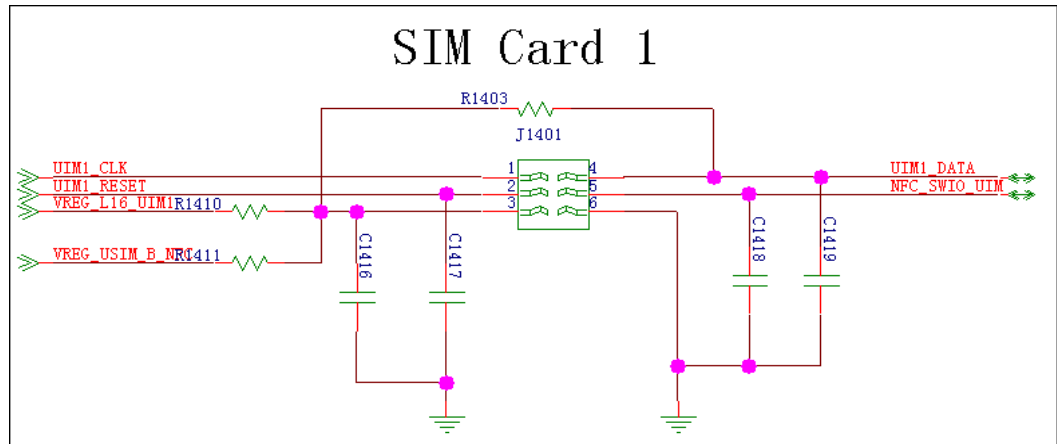 SIM Card 1
R1403
J1401
UIM1_CLK
1
4
UIM1_DATA
UIM1_RESET
2
5
NFC_SWIO_UIM
VREG_L16_UIM1
R1410
3
6
VREG_USIM_B_NFC
R1411
C1416
C1417
C1418
C1419